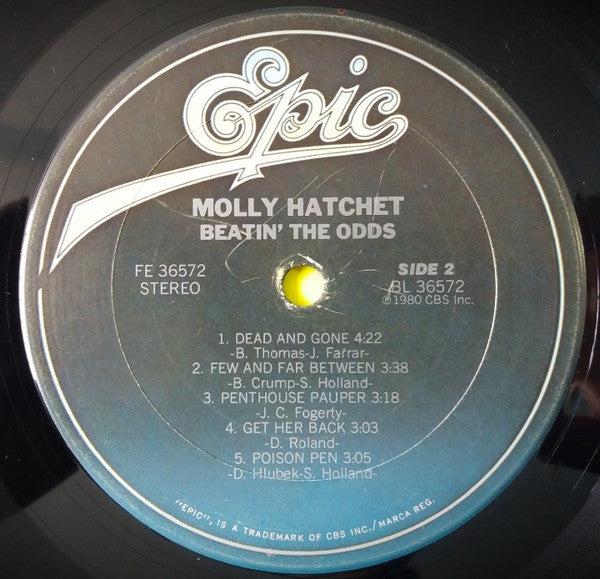 Epic
MOLLY HATCHET
BEATIN' THE ODDS
FE 36572
STEREO
SIDE 2
BL 36572
℗1980 CBS Inc.
1. DEAD AND GONE 4:22
-B. Thomas-J. Farrar-
2. FEW AND FAR BETWEEN 3:38
-B. Crump-S. Holland-
3. PENTHOUSE PAUPER 3:18
-J. C. Fogerty-
4. GET HER BACK 3:03
-D. Roland-
5. POISON PEN 3:05
-D. Hlubek-S. Holland-
"EPIC", IS A TRADEMARK OF CBS INC./MARCA REG.